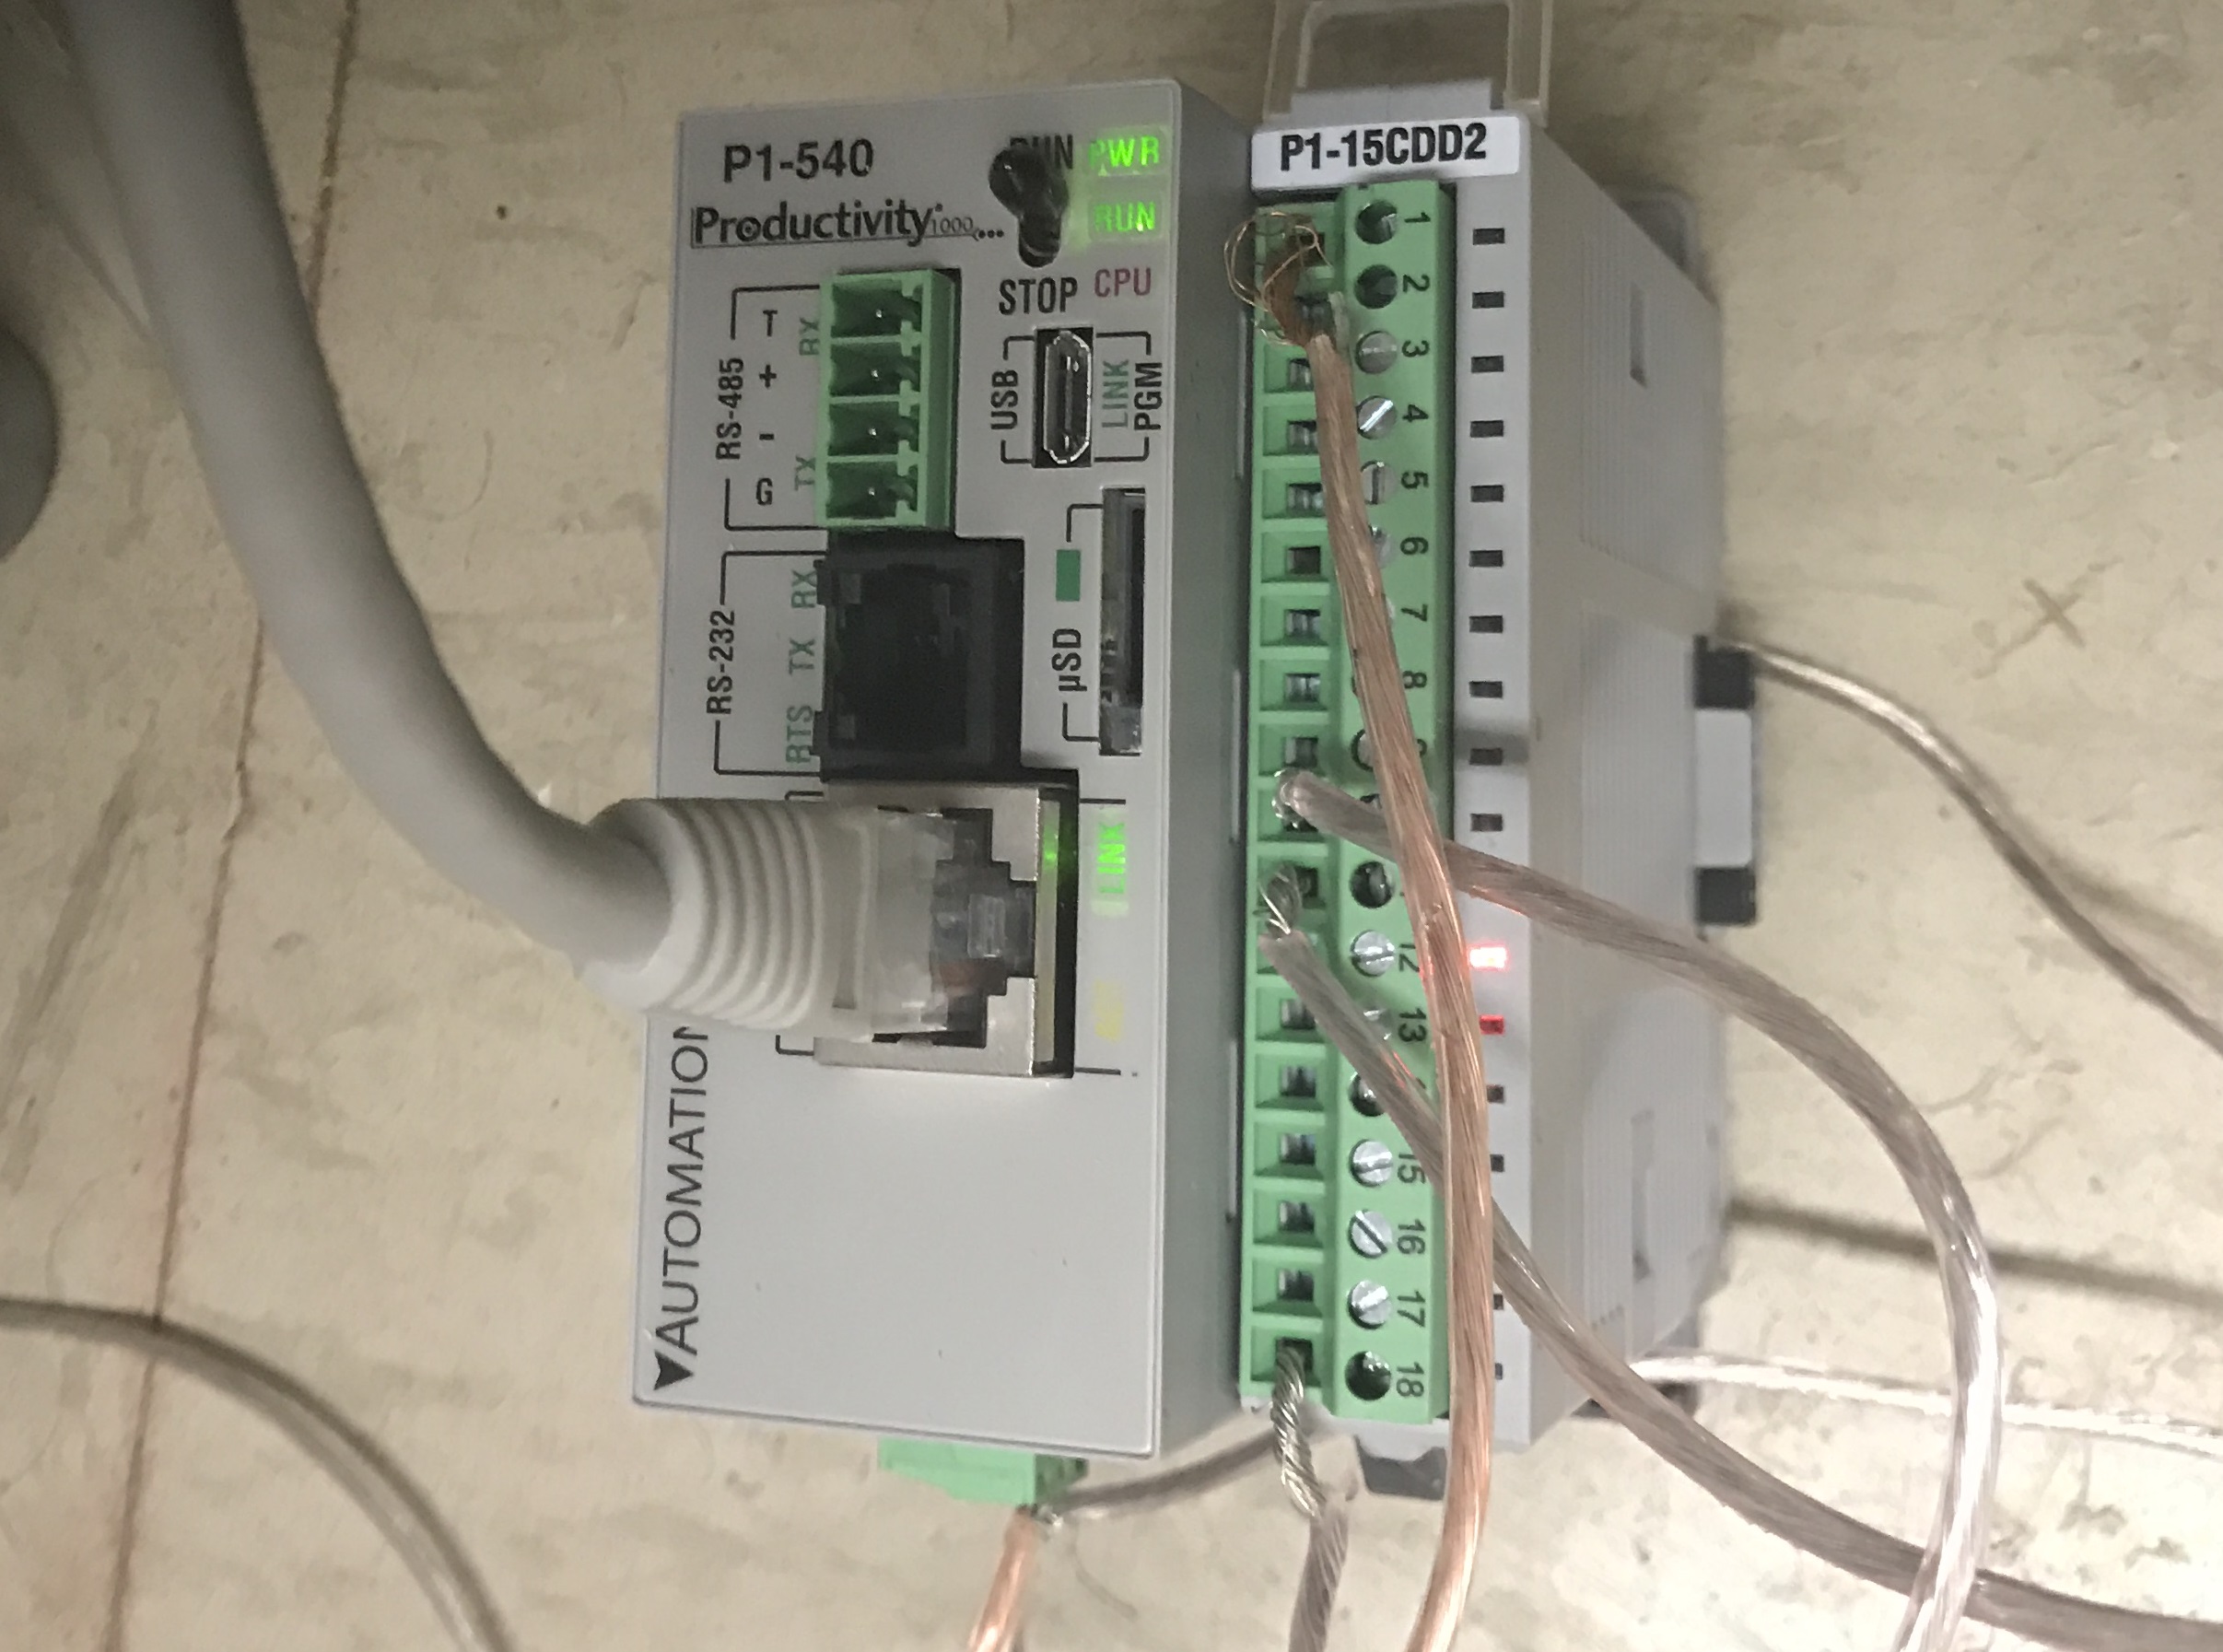 P1-540
RUN
PWR
Productivity1000
RUN
STOP
CPU
RS-485
T
+
-
G
RX
TX
USB
LINK
PGM
RS-232
RX
TX
RTS
µSD
LINK
AUTOMATION
P1-15CDD2
1
2
3
4
5
6
7
8
12
13
15
16
17
18